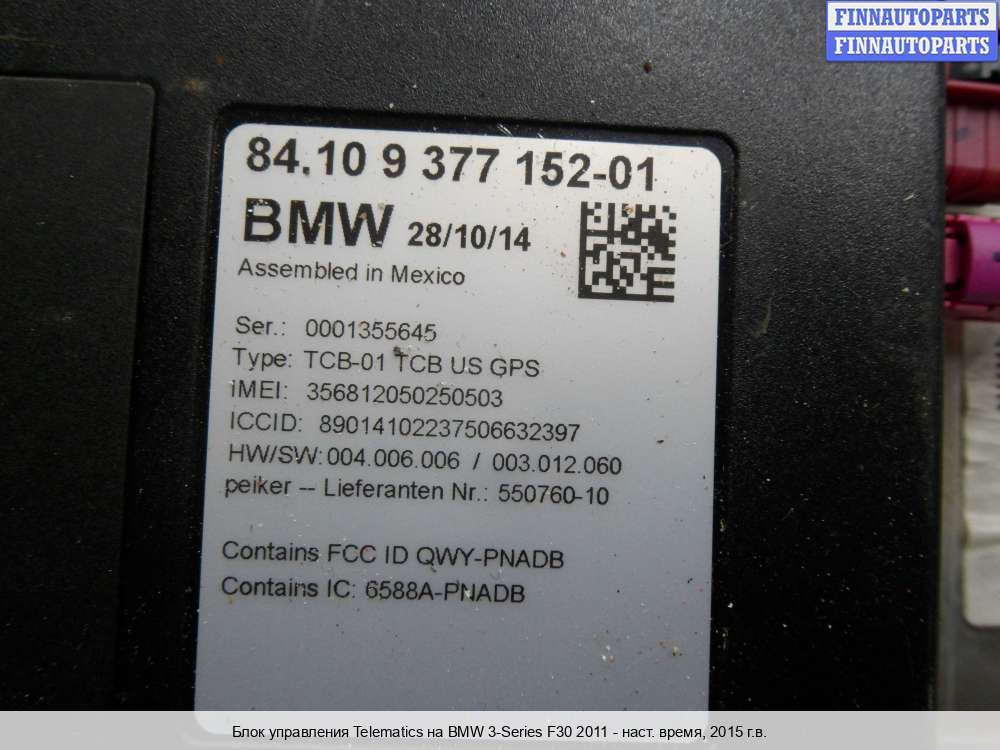 FINNAUTOPARTS
FINNAUTOPARTS
84.10 9 377 152-01
BMW 28/10/14
Assembled in Mexico
Ser.: 0001355645
Type: TCB-01 TCB US GPS
IMEI: 356812050250503
ICCID: 89014102237506632397
HW/SW: 004.006.006 / 003.012.060
peiker -- Lieferanten Nr.: 550760-10
Contains FCC ID QWY-PNADB
Contains IC: 6588A-PNADB
Блок управления Telematics на BMW 3-Series F30 2011 - наст. время, 2015 г.в.